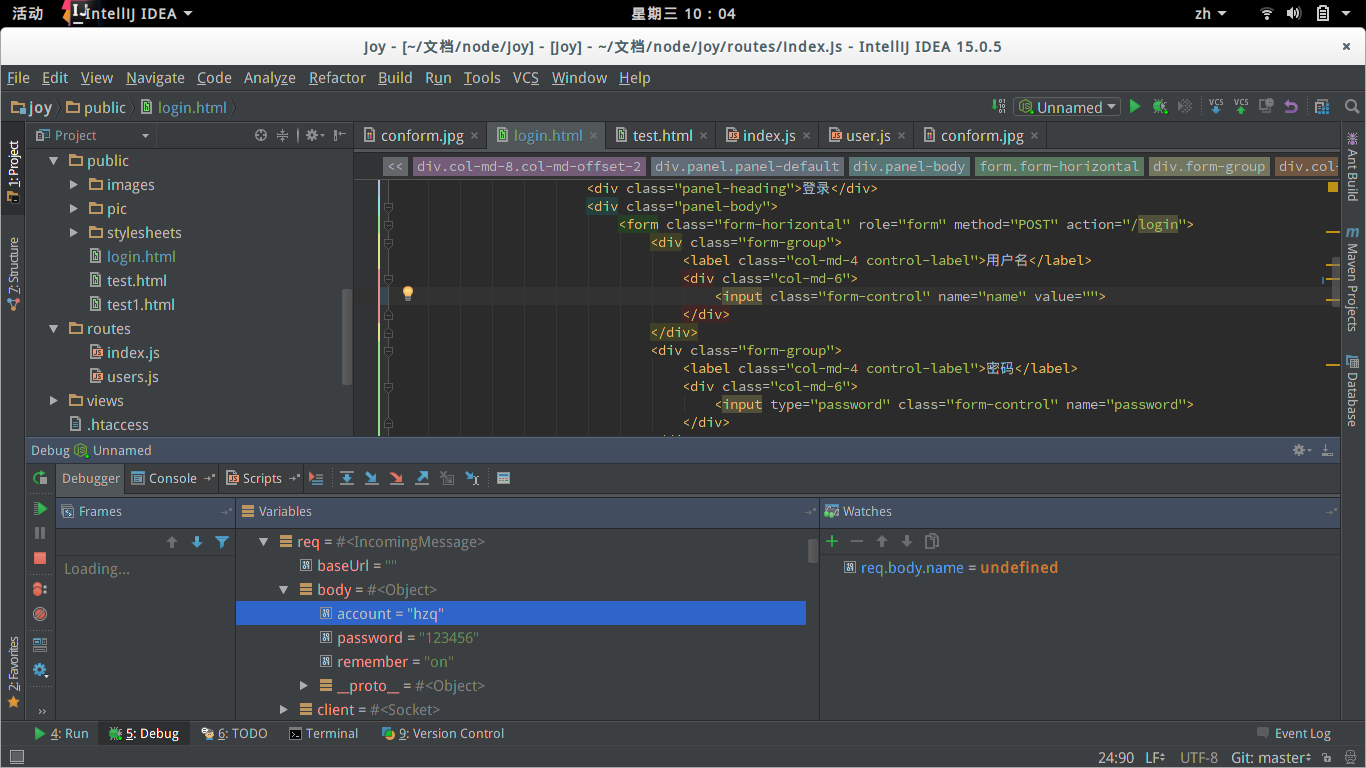 活动 IntelliJ IDEA 星期三 10：04 zh
Joy - [~/文档/node/Joy] - [Joy] - ~/文档/node/Joy/routes/Index.Js - IntelliJ IDEA 15.0.5
File Edit View Navigate Code Analyze Refactor Build Run Tools VCS Window Help
joy public login.html Unnamed VCS VCS
Project conform.jpg login.html test.html index.js user.js conform.jpg
<< div.col-md-8.col-md-offset-2 div.panel.panel-default div.panel-body form.form-horizontal div.form-group div.col-
1: Project
7: Structure
2: Favorites
public
images
pic
stylesheets
login.html
test.html
test1.html
routes
index.js
users.js
views
.htaccess
<div class="panel-heading">登录</div>
<div class="panel-body">
<form class="form-horizontal" role="form" method="POST" action="/login">
<div class="form-group">
<label class="col-md-4 control-label">用户名</label>
<div class="col-md-6">
<input class="form-control" name="name" value="">
</div>
</div>
<div class="form-group">
<label class="col-md-4 control-label">密码</label>
<div class="col-md-6">
<input type="password" class="form-control" name="password">
</div>
Ant Build
Maven Projects
Database
Debug Unnamed
Debugger Console Scripts
Frames Variables Watches
Loading...
req = #<IncomingMessage>
baseUrl = ""
body = #<Object>
account = "hzq"
password = "123456"
remember = "on"
__proto__ = #<Object>
client = #<Socket>
req.body.name = undefined
4: Run 5: Debug 6: TODO Terminal 9: Version Control Event Log
24:90 LF UTF-8 Git: master